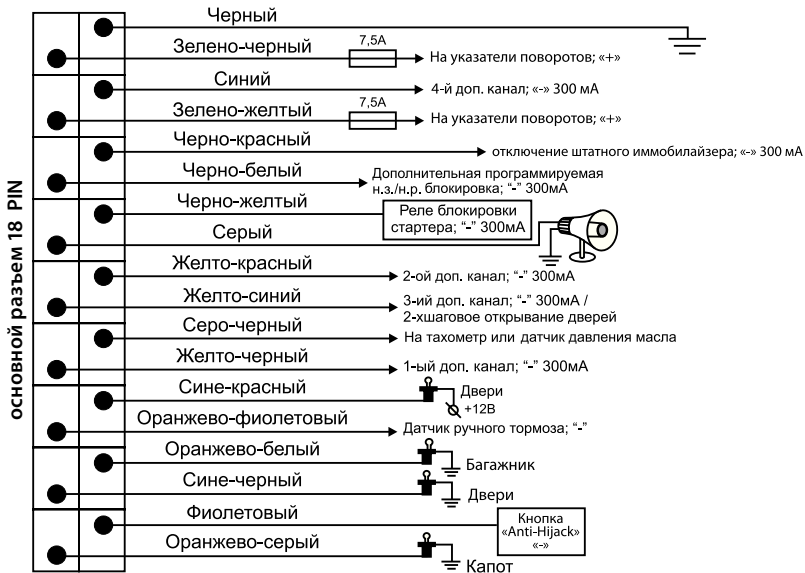 основной разъем 18 PIN
Черный
Зелено-черный
7,5А
На указатели поворотов; «+»
Синий
4-й доп. канал; «-» 300 мА
Зелено-желтый
7,5А
На указатели поворотов; «+»
Черно-красный
отключение штатного иммобилайзера; «-» 300 мА
Черно-белый
Дополнительная программируемая
н.з./н.р. блокировка; “-” 300мА
Черно-желтый
Реле блокировки
стартера; “-” 300мА
Серый
Желто-красный
2-ой доп. канал; “-” 300мА
Желто-синий
3-ий доп. канал; “-” 300мА /
2-хшаговое открывание дверей
Серо-черный
На тахометр или датчик давления масла
Желто-черный
1-ый доп. канал; “-” 300мА
Сине-красный
Двери
+12В
Оранжево-фиолетовый
Датчик ручного тормоза; “-”
Оранжево-белый
Багажник
Сине-черный
Двери
Фиолетовый
Кнопка
«Anti-Hijack»
«-»
Оранжево-серый
Капот